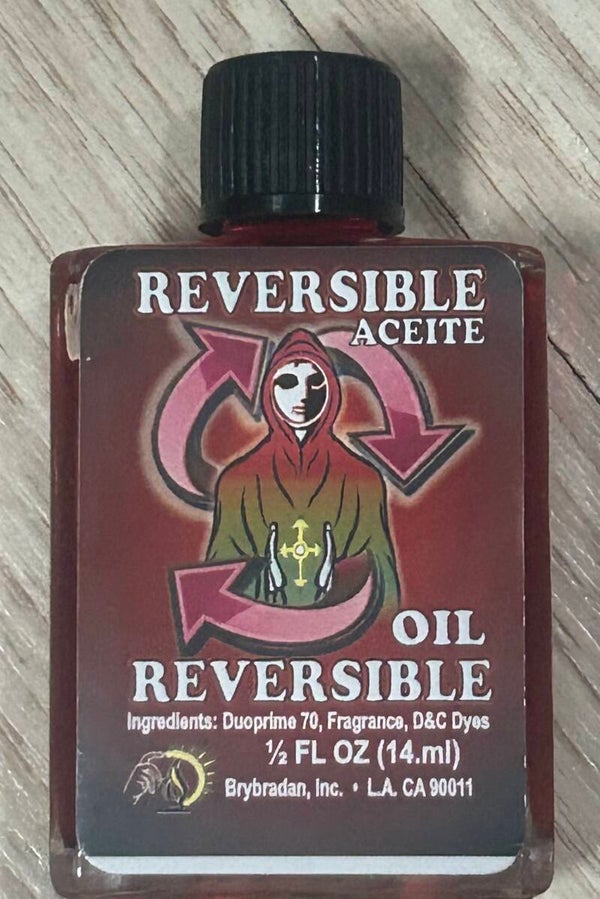 REVERSIBLE
ACEITE
OIL
REVERSIBLE
Ingredients: Duoprime 70, Fragrance, D&C Dyes
½ FL OZ (14.ml)
Brybradan, Inc. • L.A. CA 90011